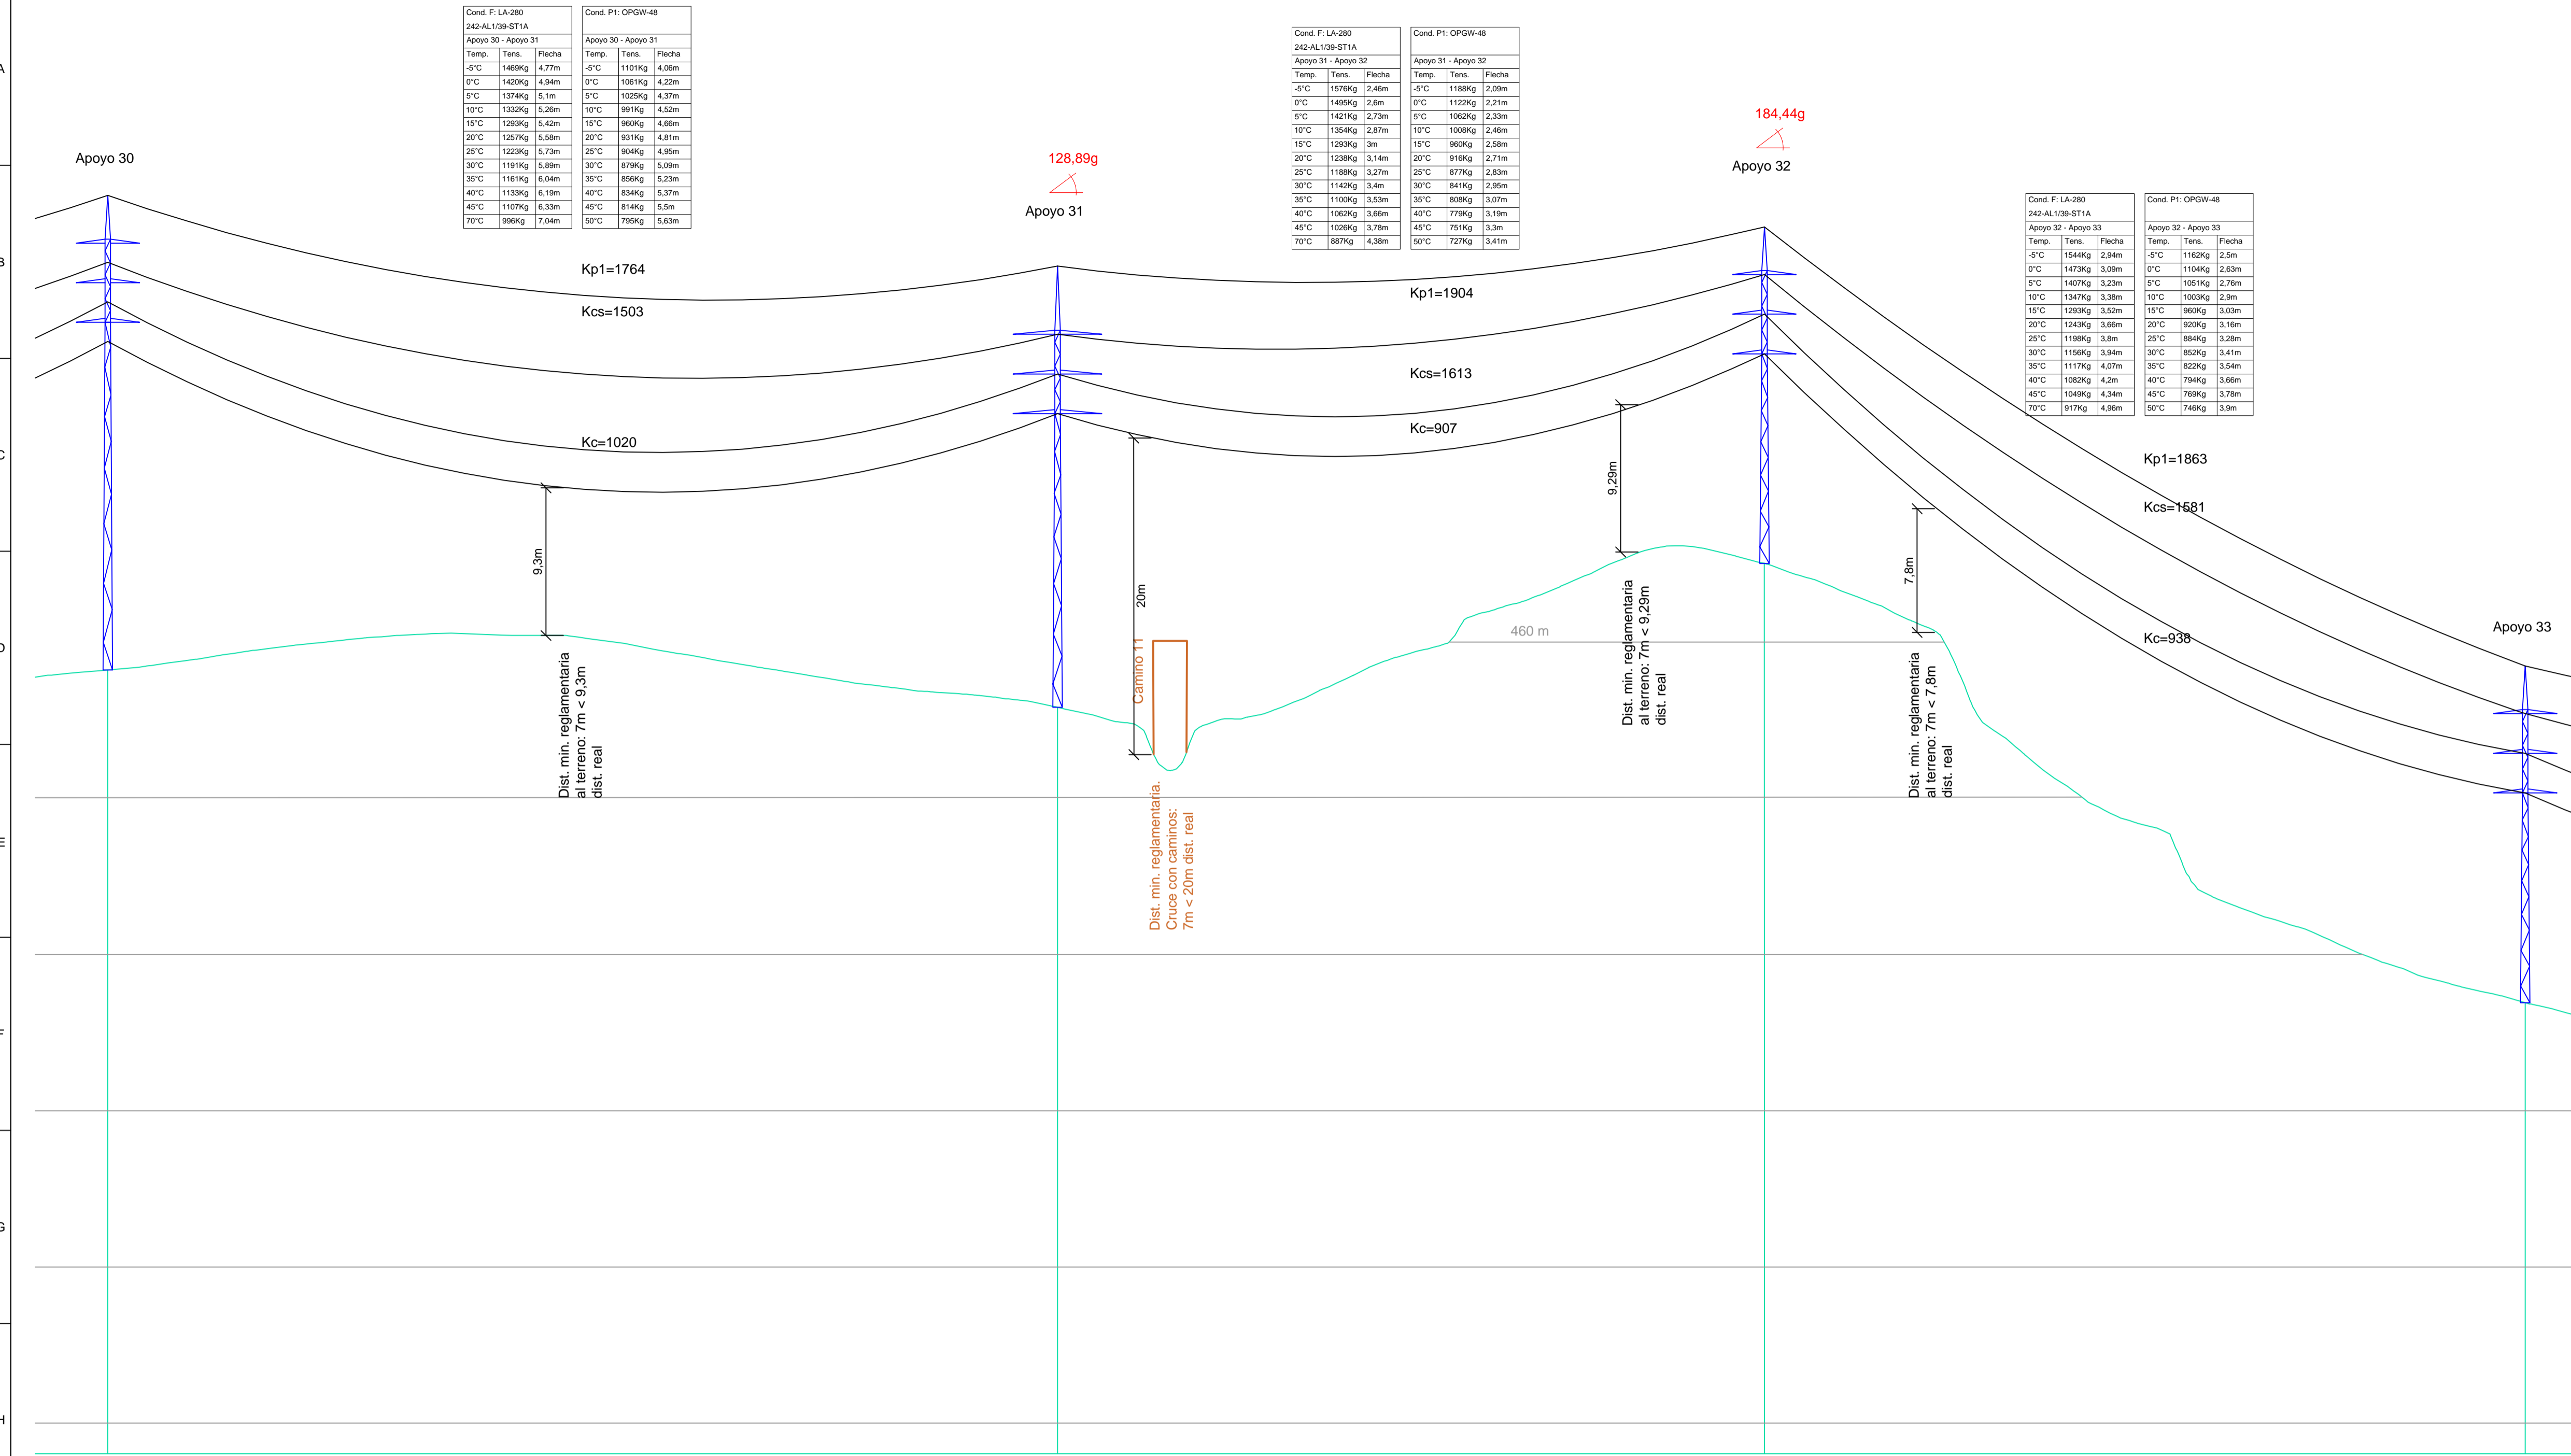 Cond. F: LA-280
242-AL1/39-ST1A
Apoyo 30 - Apoyo 31
Temp. Tens. Flecha
-5°C 1469Kg 4,77m
0°C 1420Kg 4,94m
5°C 1374Kg 5,1m
10°C 1332Kg 5,26m
15°C 1293Kg 5,42m
20°C 1257Kg 5,58m
25°C 1223Kg 5,73m
30°C 1191Kg 5,89m
35°C 1161Kg 6,04m
40°C 1133Kg 6,19m
45°C 1107Kg 6,33m
70°C 996Kg 7,04m
Cond. P1: OPGW-48
Apoyo 30 - Apoyo 31
Temp. Tens. Flecha
-5°C 1101Kg 4,06m
0°C 1061Kg 4,22m
5°C 1025Kg 4,37m
10°C 991Kg 4,52m
15°C 960Kg 4,66m
20°C 931Kg 4,81m
25°C 904Kg 4,95m
30°C 879Kg 5,09m
35°C 856Kg 5,23m
40°C 834Kg 5,37m
45°C 814Kg 5,5m
50°C 795Kg 5,63m
Cond. F: LA-280
242-AL1/39-ST1A
Apoyo 31 - Apoyo 32
Temp. Tens. Flecha
-5°C 1576Kg 2,46m
0°C 1495Kg 2,6m
5°C 1421Kg 2,73m
10°C 1354Kg 2,87m
15°C 1293Kg 3m
20°C 1238Kg 3,14m
25°C 1188Kg 3,27m
30°C 1142Kg 3,4m
35°C 1100Kg 3,53m
40°C 1062Kg 3,66m
45°C 1026Kg 3,78m
70°C 887Kg 4,38m
Cond. P1: OPGW-48
Apoyo 31 - Apoyo 32
Temp. Tens. Flecha
-5°C 1188Kg 2,09m
0°C 1122Kg 2,21m
5°C 1062Kg 2,33m
10°C 1008Kg 2,46m
15°C 960Kg 2,58m
20°C 916Kg 2,71m
25°C 877Kg 2,83m
30°C 841Kg 2,95m
35°C 808Kg 3,07m
40°C 779Kg 3,19m
45°C 751Kg 3,3m
50°C 727Kg 3,41m
Cond. F: LA-280
242-AL1/39-ST1A
Apoyo 32 - Apoyo 33
Temp. Tens. Flecha
-5°C 1544Kg 2,94m
0°C 1473Kg 3,09m
5°C 1407Kg 3,23m
10°C 1347Kg 3,38m
15°C 1293Kg 3,52m
20°C 1243Kg 3,66m
25°C 1198Kg 3,8m
30°C 1156Kg 3,94m
35°C 1117Kg 4,07m
40°C 1082Kg 4,2m
45°C 1049Kg 4,34m
70°C 917Kg 4,96m
Cond. P1: OPGW-48
Apoyo 32 - Apoyo 33
Temp. Tens. Flecha
-5°C 1162Kg 2,5m
0°C 1104Kg 2,63m
5°C 1051Kg 2,76m
10°C 1003Kg 2,9m
15°C 960Kg 3,03m
20°C 920Kg 3,16m
25°C 884Kg 3,28m
30°C 852Kg 3,41m
35°C 822Kg 3,54m
40°C 794Kg 3,66m
45°C 769Kg 3,78m
50°C 746Kg 3,9m
Apoyo 30
128,89g
Apoyo 31
184,44g
Apoyo 32
Apoyo 33
Kp1=1764
Kcs=1503
Kc=1020
Kp1=1904
Kcs=1613
Kc=907
Kp1=1863
Kcs=1581
Kc=938
9,3m
Dist. min. reglamentaria
al terreno: 7m < 9,3m
dist. real
20m
Camino 11
Dist. min. reglamentaria.
Cruce con caminos:
7m < 20m dist. real
460 m
9,29m
Dist. min. reglamentaria
al terreno: 7m < 9,29m
dist. real
7,8m
Dist. min. reglamentaria
al terreno: 7m < 7,8m
dist. real
A
B
C
D
E
F
G
H